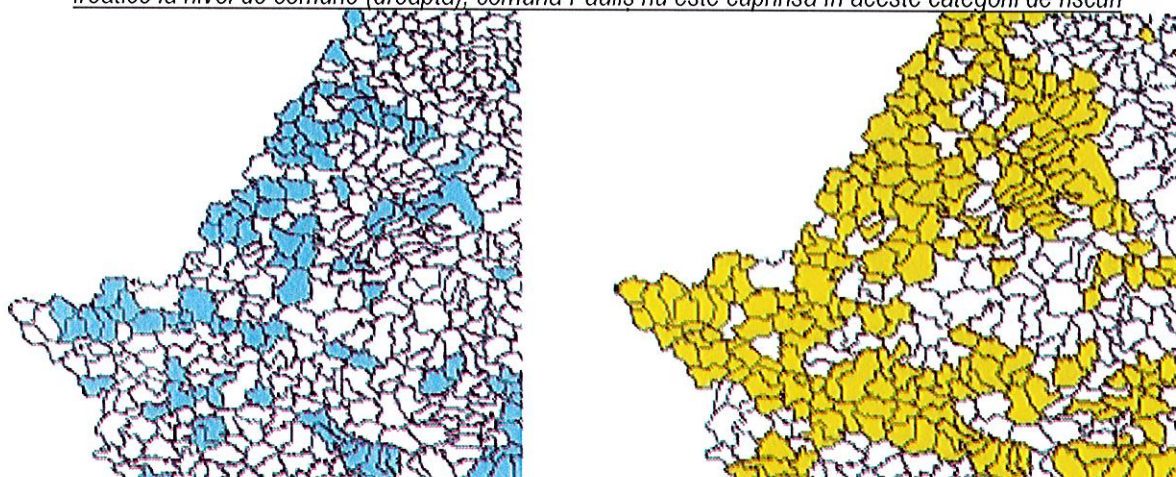 freatice la nivel de comune (dreapta), comuna Păuliș nu este cuprinsă în aceste categorii de riscuri